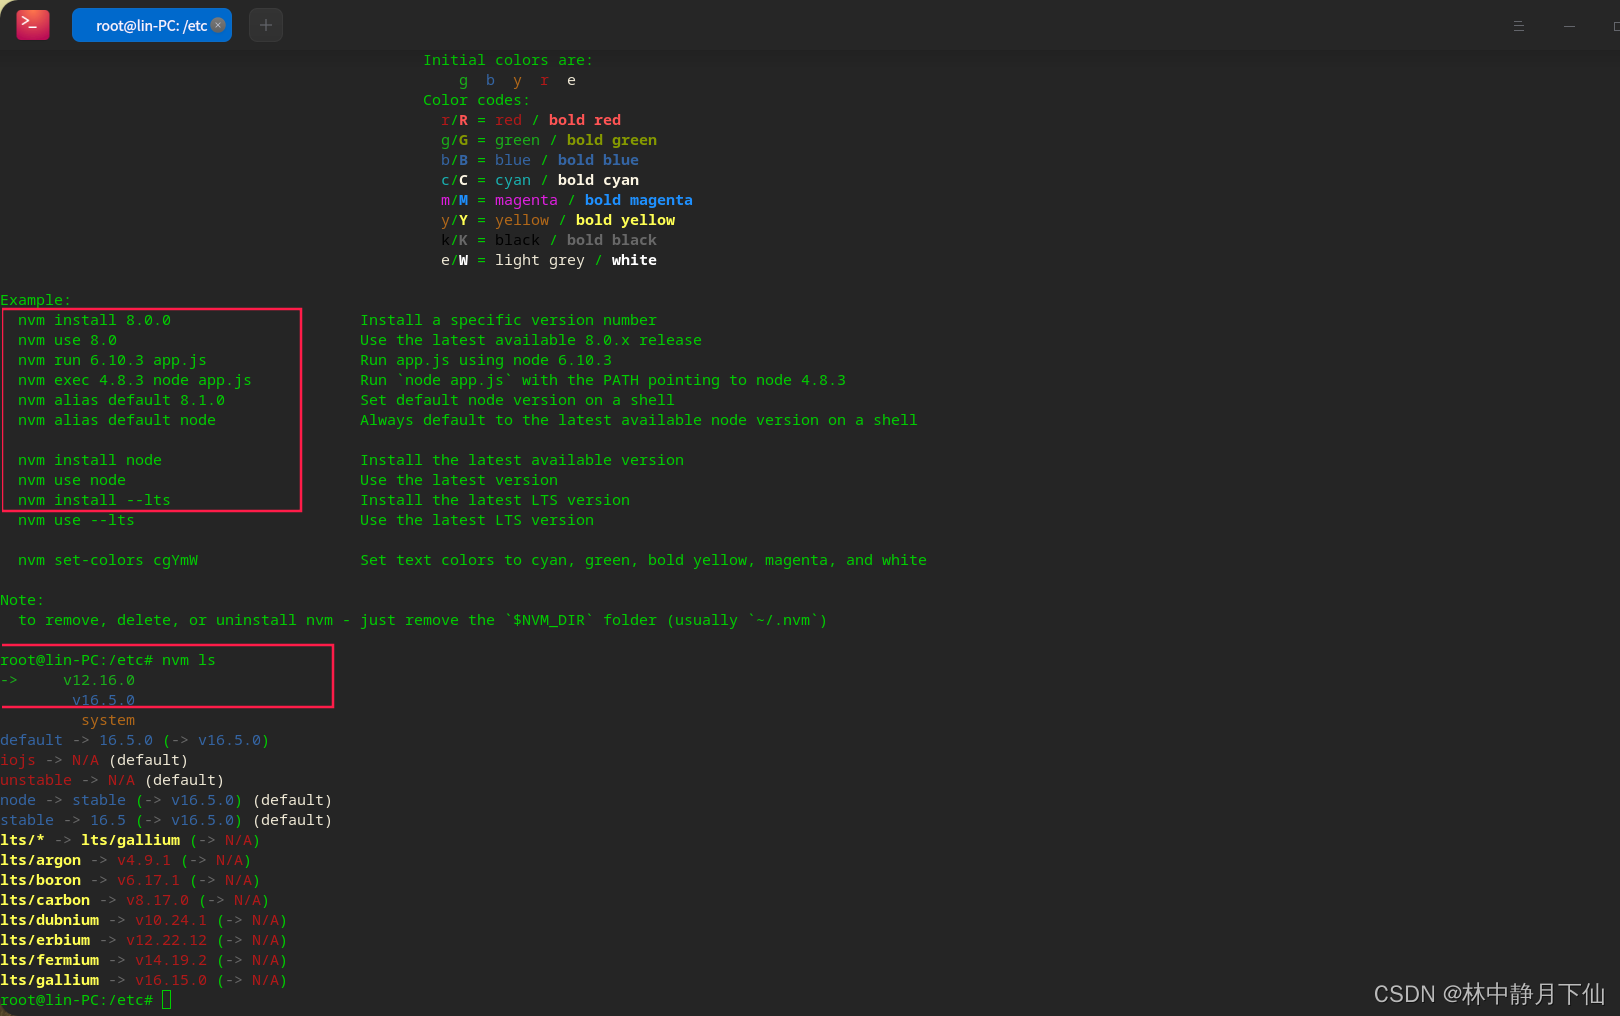 root@lin-PC: /etc
Initial colors are:
g b y r e
Color codes:
r/R = red / bold red
g/G = green / bold green
b/B = blue / bold blue
c/C = cyan / bold cyan
m/M = magenta / bold magenta
y/Y = yellow / bold yellow
k/K = black / bold black
e/W = light grey / white
Example:
nvm install 8.0.0 Install a specific version number
nvm use 8.0 Use the latest available 8.0.x release
nvm run 6.10.3 app.js Run app.js using node 6.10.3
nvm exec 4.8.3 node app.js Run `node app.js` with the PATH pointing to node 4.8.3
nvm alias default 8.1.0 Set default node version on a shell
nvm alias default node Always default to the latest available node version on a shell
nvm install node Install the latest available version
nvm use node Use the latest version
nvm install --lts Install the latest LTS version
nvm use --lts Use the latest LTS version
nvm set-colors cgYmW Set text colors to cyan, green, bold yellow, magenta, and white
Note:
to remove, delete, or uninstall nvm - just remove the `$NVM_DIR` folder (usually `~/.nvm`)
root@lin-PC:/etc# nvm ls
-> v12.16.0
v16.5.0
system
default -> 16.5.0 (-> v16.5.0)
iojs -> N/A (default)
unstable -> N/A (default)
node -> stable (-> v16.5.0) (default)
stable -> 16.5 (-> v16.5.0) (default)
lts/* -> lts/gallium (-> N/A)
lts/argon -> v4.9.1 (-> N/A)
lts/boron -> v6.17.1 (-> N/A)
lts/carbon -> v8.17.0 (-> N/A)
lts/dubnium -> v10.24.1 (-> N/A)
lts/erbium -> v12.22.12 (-> N/A)
lts/fermium -> v14.19.2 (-> N/A)
lts/gallium -> v16.15.0 (-> N/A)
root@lin-PC:/etc#
CSDN @林中静月下仙